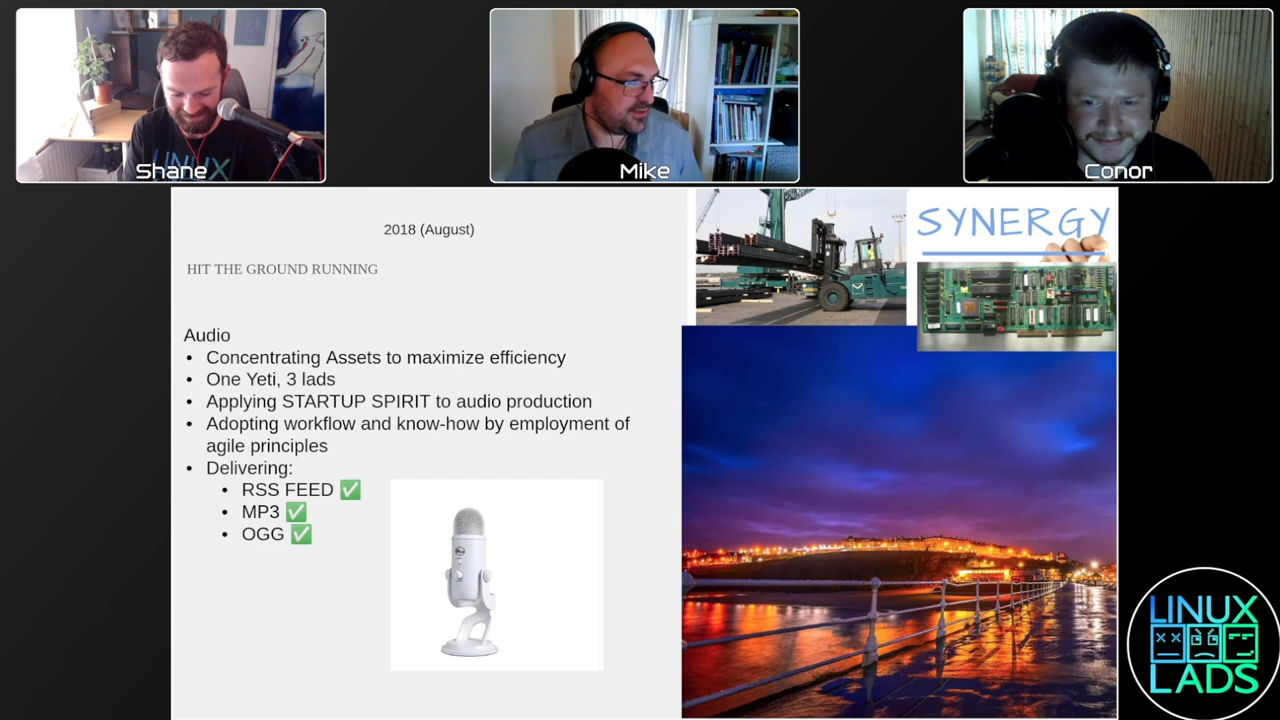 LINUX
Shane
Mike
Conor
2018 (August)
HIT THE GROUND RUNNING
Audio
• Concentrating Assets to maximize efficiency
• One Yeti, 3 lads
• Applying STARTUP SPIRIT to audio production
• Adopting workflow and know-how by employment of
agile principles
• Delivering:
• RSS FEED ✅
• MP3 ✅
• OGG ✅
SYNERGY
LINUX
LADS